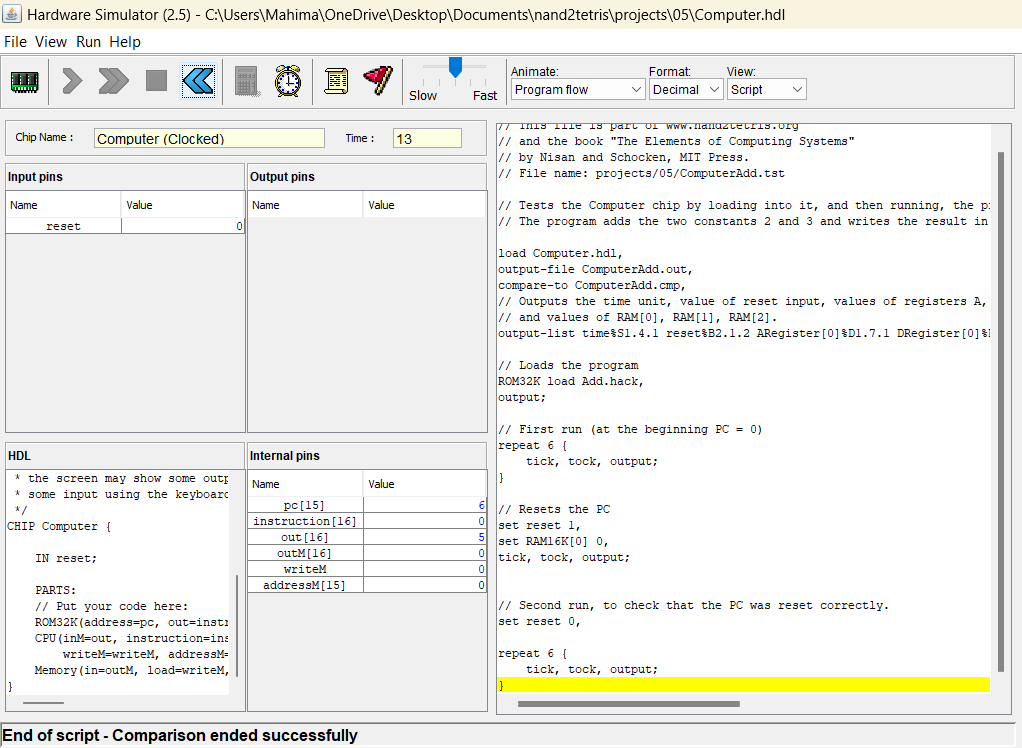 Hardware Simulator (2.5) - C:\Users\Mahima\OneDrive\Desktop\Documents\nand2tetris\projects\05\Computer.hdl
File View Run Help
Slow Fast
Animate: Format: View:
Program flow Decimal Script
Chip Name : Computer (Clocked) Time : 13
Input pins
Name Value
reset 0
Output pins
Name Value
HDL
* the screen may show some outp
* some input using the keyboard
*/
CHIP Computer {
IN reset;
PARTS:
// Put your code here:
ROM32K(address=pc, out=instr
CPU(inM=out, instruction=ins
writeM=writeM, addressM=
Memory(in=outM, load=writeM,
}
Internal pins
Name Value
pc[15] 6
instruction[16] 0
out[16] 5
outM[16] 0
writeM 0
addressM[15] 0
// This file is part of www.nand2tetris.org
// and the book "The Elements of Computing Systems"
// by Nisan and Schocken, MIT Press.
// File name: projects/05/ComputerAdd.tst
// Tests the Computer chip by loading into it, and then running, the p
// The program adds the two constants 2 and 3 and writes the result in
load Computer.hdl,
output-file ComputerAdd.out,
compare-to ComputerAdd.cmp,
// Outputs the time unit, value of reset input, values of registers A,
// and values of RAM[0], RAM[1], RAM[2].
output-list time%S1.4.1 reset%B2.1.2 ARegister[0]%D1.7.1 DRegister[0]%
// Loads the program
ROM32K load Add.hack,
output;
// First run (at the beginning PC = 0)
repeat 6 {
tick, tock, output;
}
// Resets the PC
set reset 1,
set RAM16K[0] 0,
tick, tock, output;
// Second run, to check that the PC was reset correctly.
set reset 0,
repeat 6 {
tick, tock, output;
}
End of script - Comparison ended successfully